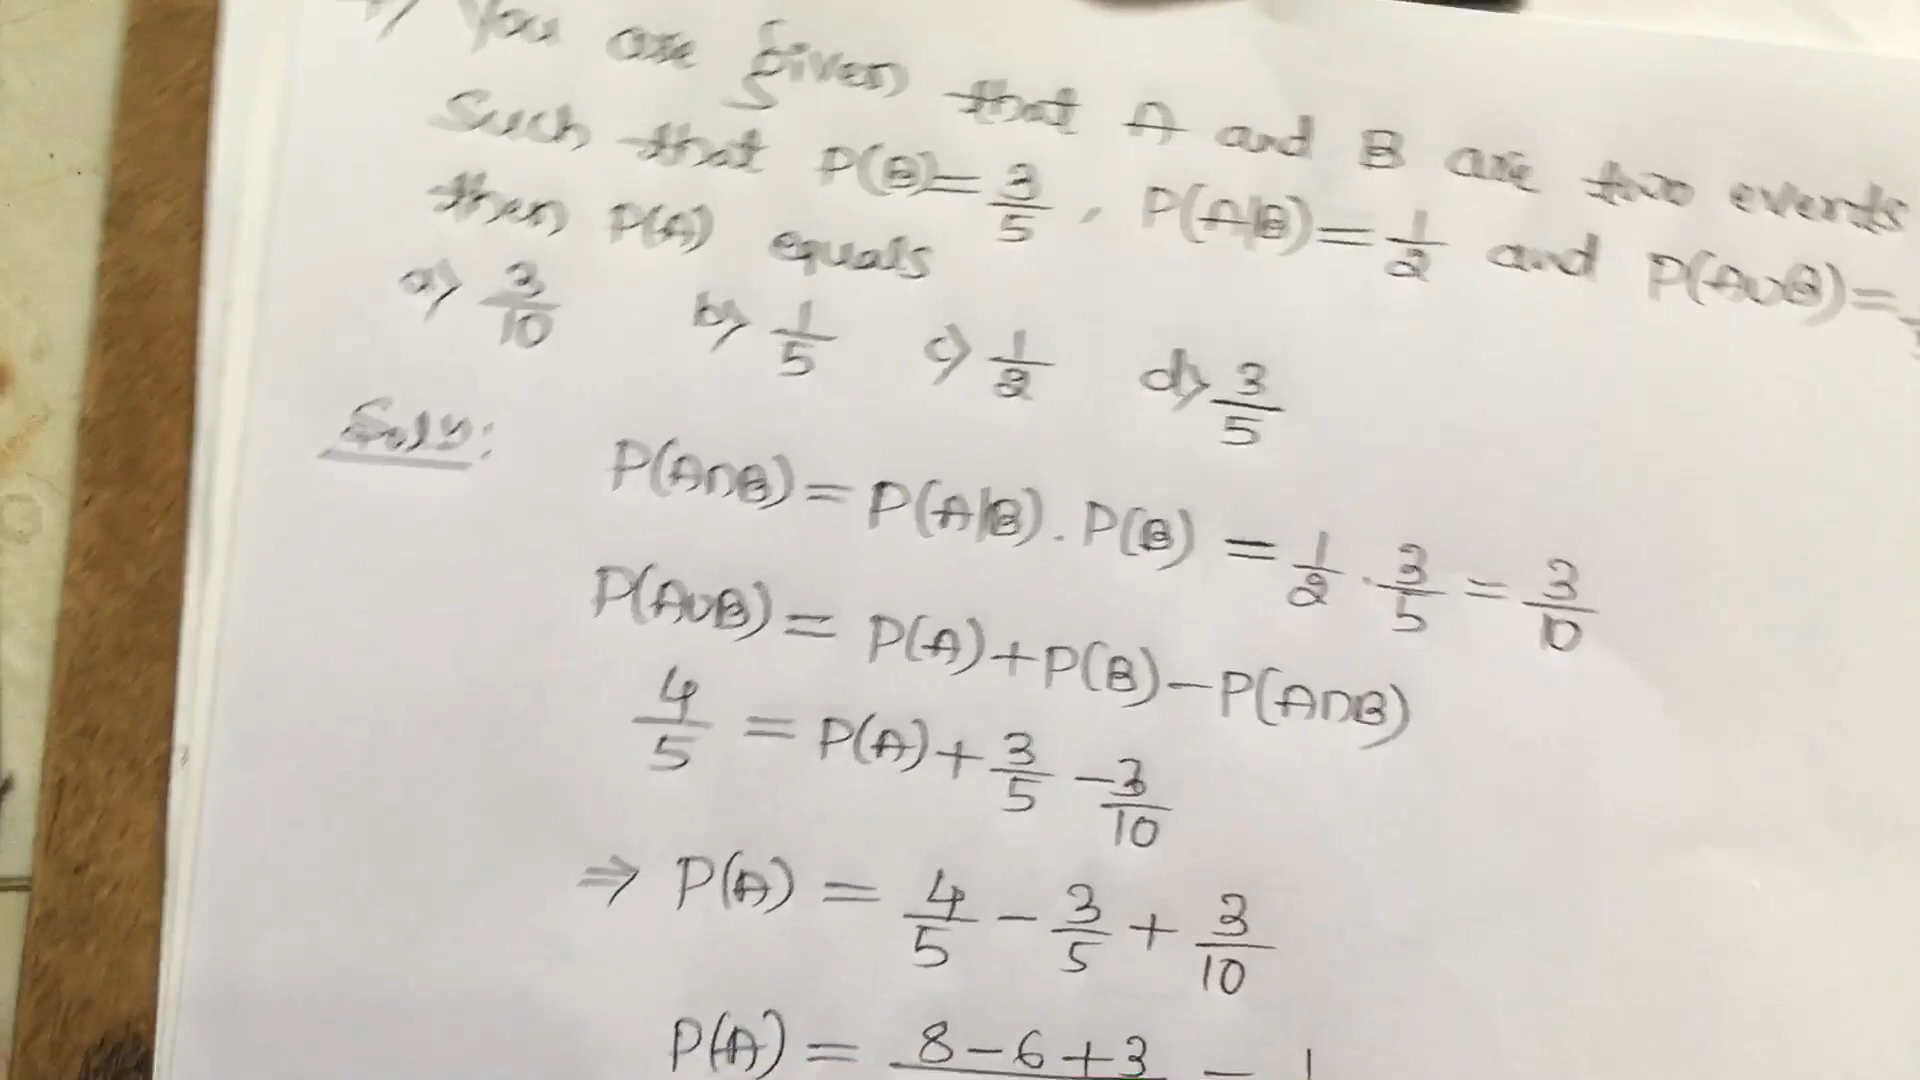 You are given that A and B are two events
Such that P(B)=3/5, P(A|B)=1/2 and P(A∪B)=
then P(A) equals
a) 3/10 b) 1/5 c) 1/2 d) 3/5
Soln:
P(A∩B)=P(A|B).P(B)=1/2.3/5=3/10
P(A∪B)=P(A)+P(B)-P(A∩B)
4/5=P(A)+3/5-3/10
⇒P(A)=4/5-3/5+3/10
P(A)=8-6+3